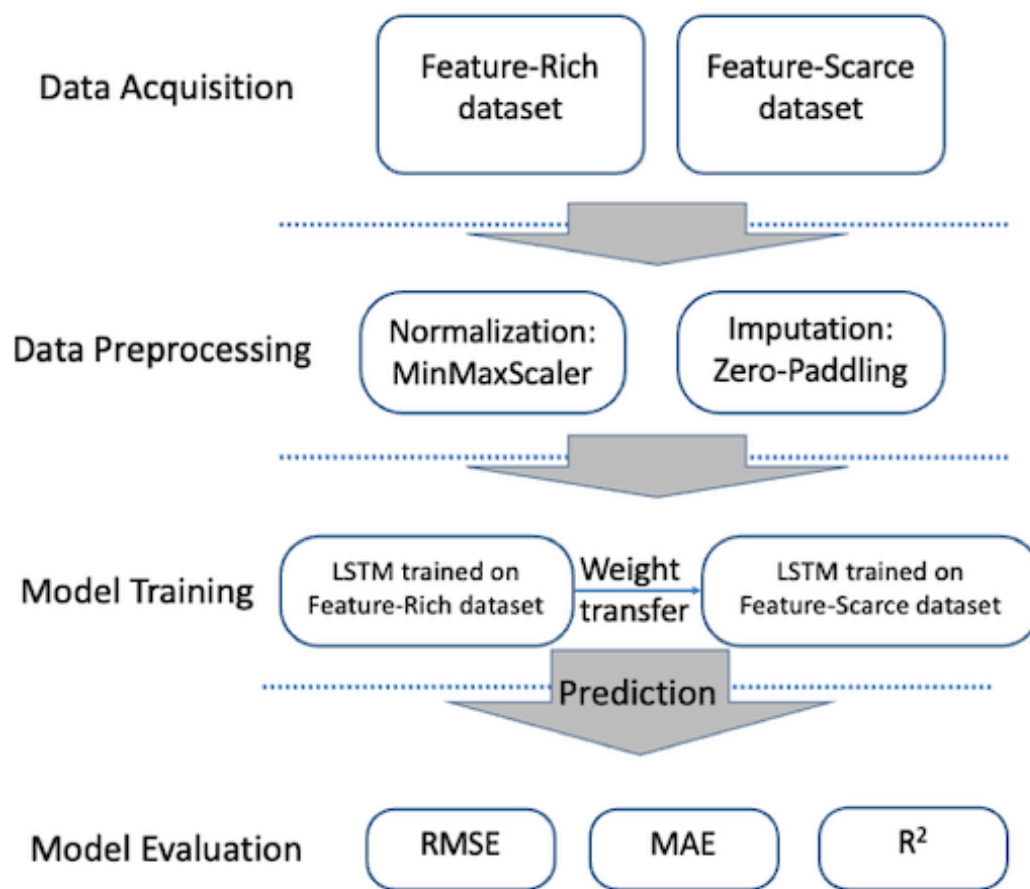 Data Acquisition
Feature-Rich
dataset
Feature-Scarce
dataset
Data Preprocessing
Normalization:
MinMaxScaler
Imputation:
Zero-Paddling
Model Training
LSTM trained on
Feature-Rich dataset
Weight
transfer
LSTM trained on
Feature-Scarce dataset
Prediction
Model Evaluation
RMSE
MAE
R²